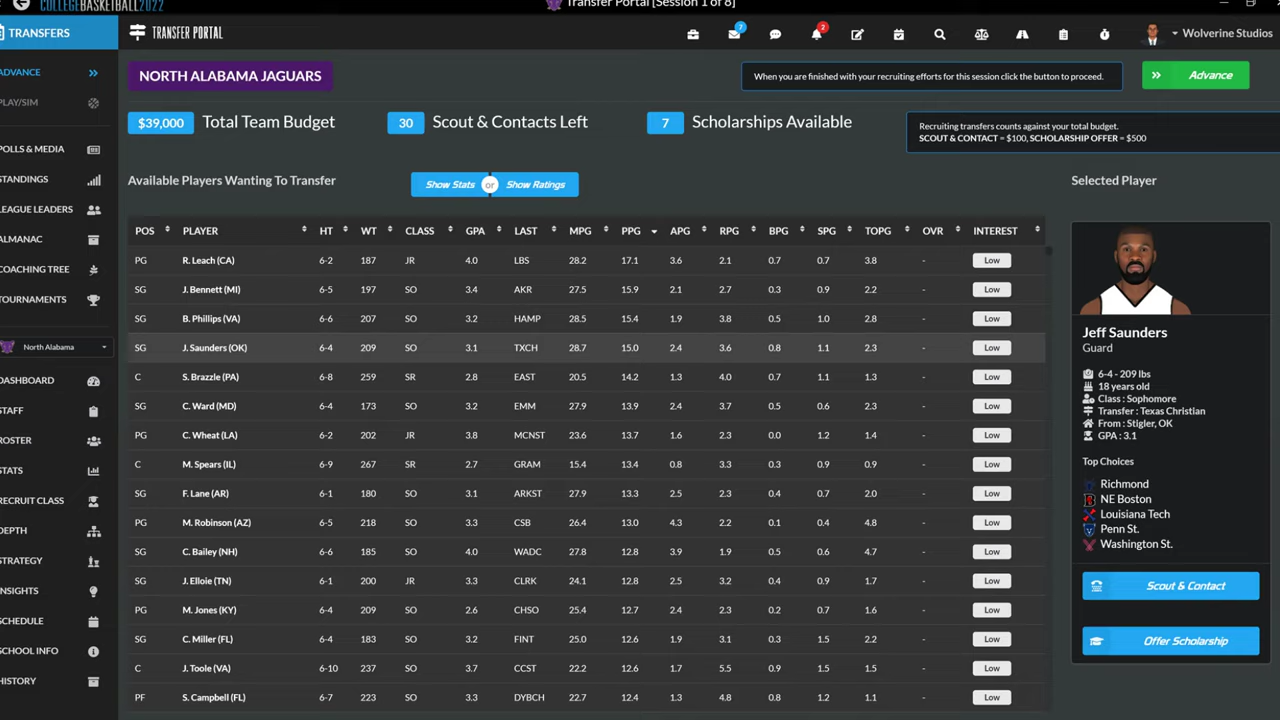 COLLEGEBASKETBALL2022
Transfer Portal [Session 1 of 8]
TRANSFERS
TRANSFER PORTAL
7
2
Wolverine Studios
ADVANCE
PLAY/SIM
POLLS & MEDIA
STANDINGS
LEAGUE LEADERS
ALMANAC
COACHING TREE
TOURNAMENTS
North Alabama
DASHBOARD
STAFF
ROSTER
STATS
RECRUIT CLASS
DEPTH
STRATEGY
INSIGHTS
SCHEDULE
SCHOOL INFO
HISTORY
NORTH ALABAMA JAGUARS
When you are finished with your recruiting efforts for this session click the button to proceed.
Advance
$39,000 Total Team Budget
30 Scout & Contacts Left
7 Scholarships Available
Recruiting transfers counts against your total budget.
SCOUT & CONTACT = $100, SCHOLARSHIP OFFER = $500
Available Players Wanting To Transfer
Show Stats or Show Ratings
POS PLAYER HT WT CLASS GPA LAST MPG PPG APG RPG BPG SPG TOPG OVR INTEREST
PG R. Leach (CA) 6-2 187 JR 4.0 LBS 28.2 17.1 3.6 2.1 0.7 0.7 3.8 - Low
SG J. Bennett (MI) 6-5 197 SO 3.4 AKR 27.5 15.9 2.1 2.7 0.3 0.9 2.2 - Low
SG B. Phillips (VA) 6-6 207 SO 3.2 HAMP 28.5 15.4 1.9 3.8 0.5 1.0 2.8 - Low
SG J. Saunders (OK) 6-4 209 SO 3.1 TXCH 28.7 15.0 2.4 3.6 0.8 1.1 2.3 - Low
C S. Brazzle (PA) 6-8 259 SR 2.8 EAST 20.5 14.2 1.3 4.0 0.7 1.1 1.3 - Low
SG C. Ward (MD) 6-4 173 SO 3.2 EMM 27.9 13.9 2.4 3.7 0.5 0.6 2.3 - Low
PG C. Wheat (LA) 6-2 202 JR 3.8 MCNST 23.6 13.7 1.6 2.3 0.0 1.2 1.4 - Low
C M. Spears (IL) 6-9 267 SR 2.7 GRAM 15.4 13.4 0.8 3.3 0.3 0.9 0.9 - Low
SG F. Lane (AR) 6-1 180 SO 3.1 ARKST 27.9 13.3 2.5 2.3 0.4 0.7 2.0 - Low
PG M. Robinson (AZ) 6-5 218 SO 3.3 CSB 26.4 13.0 4.3 2.2 0.1 0.4 4.8 - Low
SG C. Bailey (NH) 6-6 185 SO 4.0 WADC 27.8 12.8 3.9 1.9 0.5 0.6 4.7 - Low
SG J. Elloie (TN) 6-1 200 JR 3.3 CLRK 24.1 12.8 2.5 3.2 0.4 0.9 1.7 - Low
PG M. Jones (KY) 6-4 209 SO 2.6 CHSO 25.4 12.7 2.4 2.3 0.2 0.7 1.6 - Low
SG C. Miller (FL) 6-4 183 SO 3.2 FINT 25.0 12.6 1.9 3.1 0.3 1.5 2.2 - Low
C J. Toole (VA) 6-10 237 SO 3.7 CCST 22.2 12.6 1.7 5.5 0.9 1.5 1.5 - Low
PF S. Campbell (FL) 6-7 223 SO 3.3 DYBCH 22.7 12.4 1.3 4.8 0.8 1.2 1.1 - Low
Selected Player
Jeff Saunders
Guard
6-4 - 209 lbs
18 years old
Class : Sophomore
Transfer : Texas Christian
From : Stigler, OK
GPA : 3.1
Top Choices
Richmond
NE Boston
Louisiana Tech
Penn St.
Washington St.
Scout & Contact
Offer Scholarship